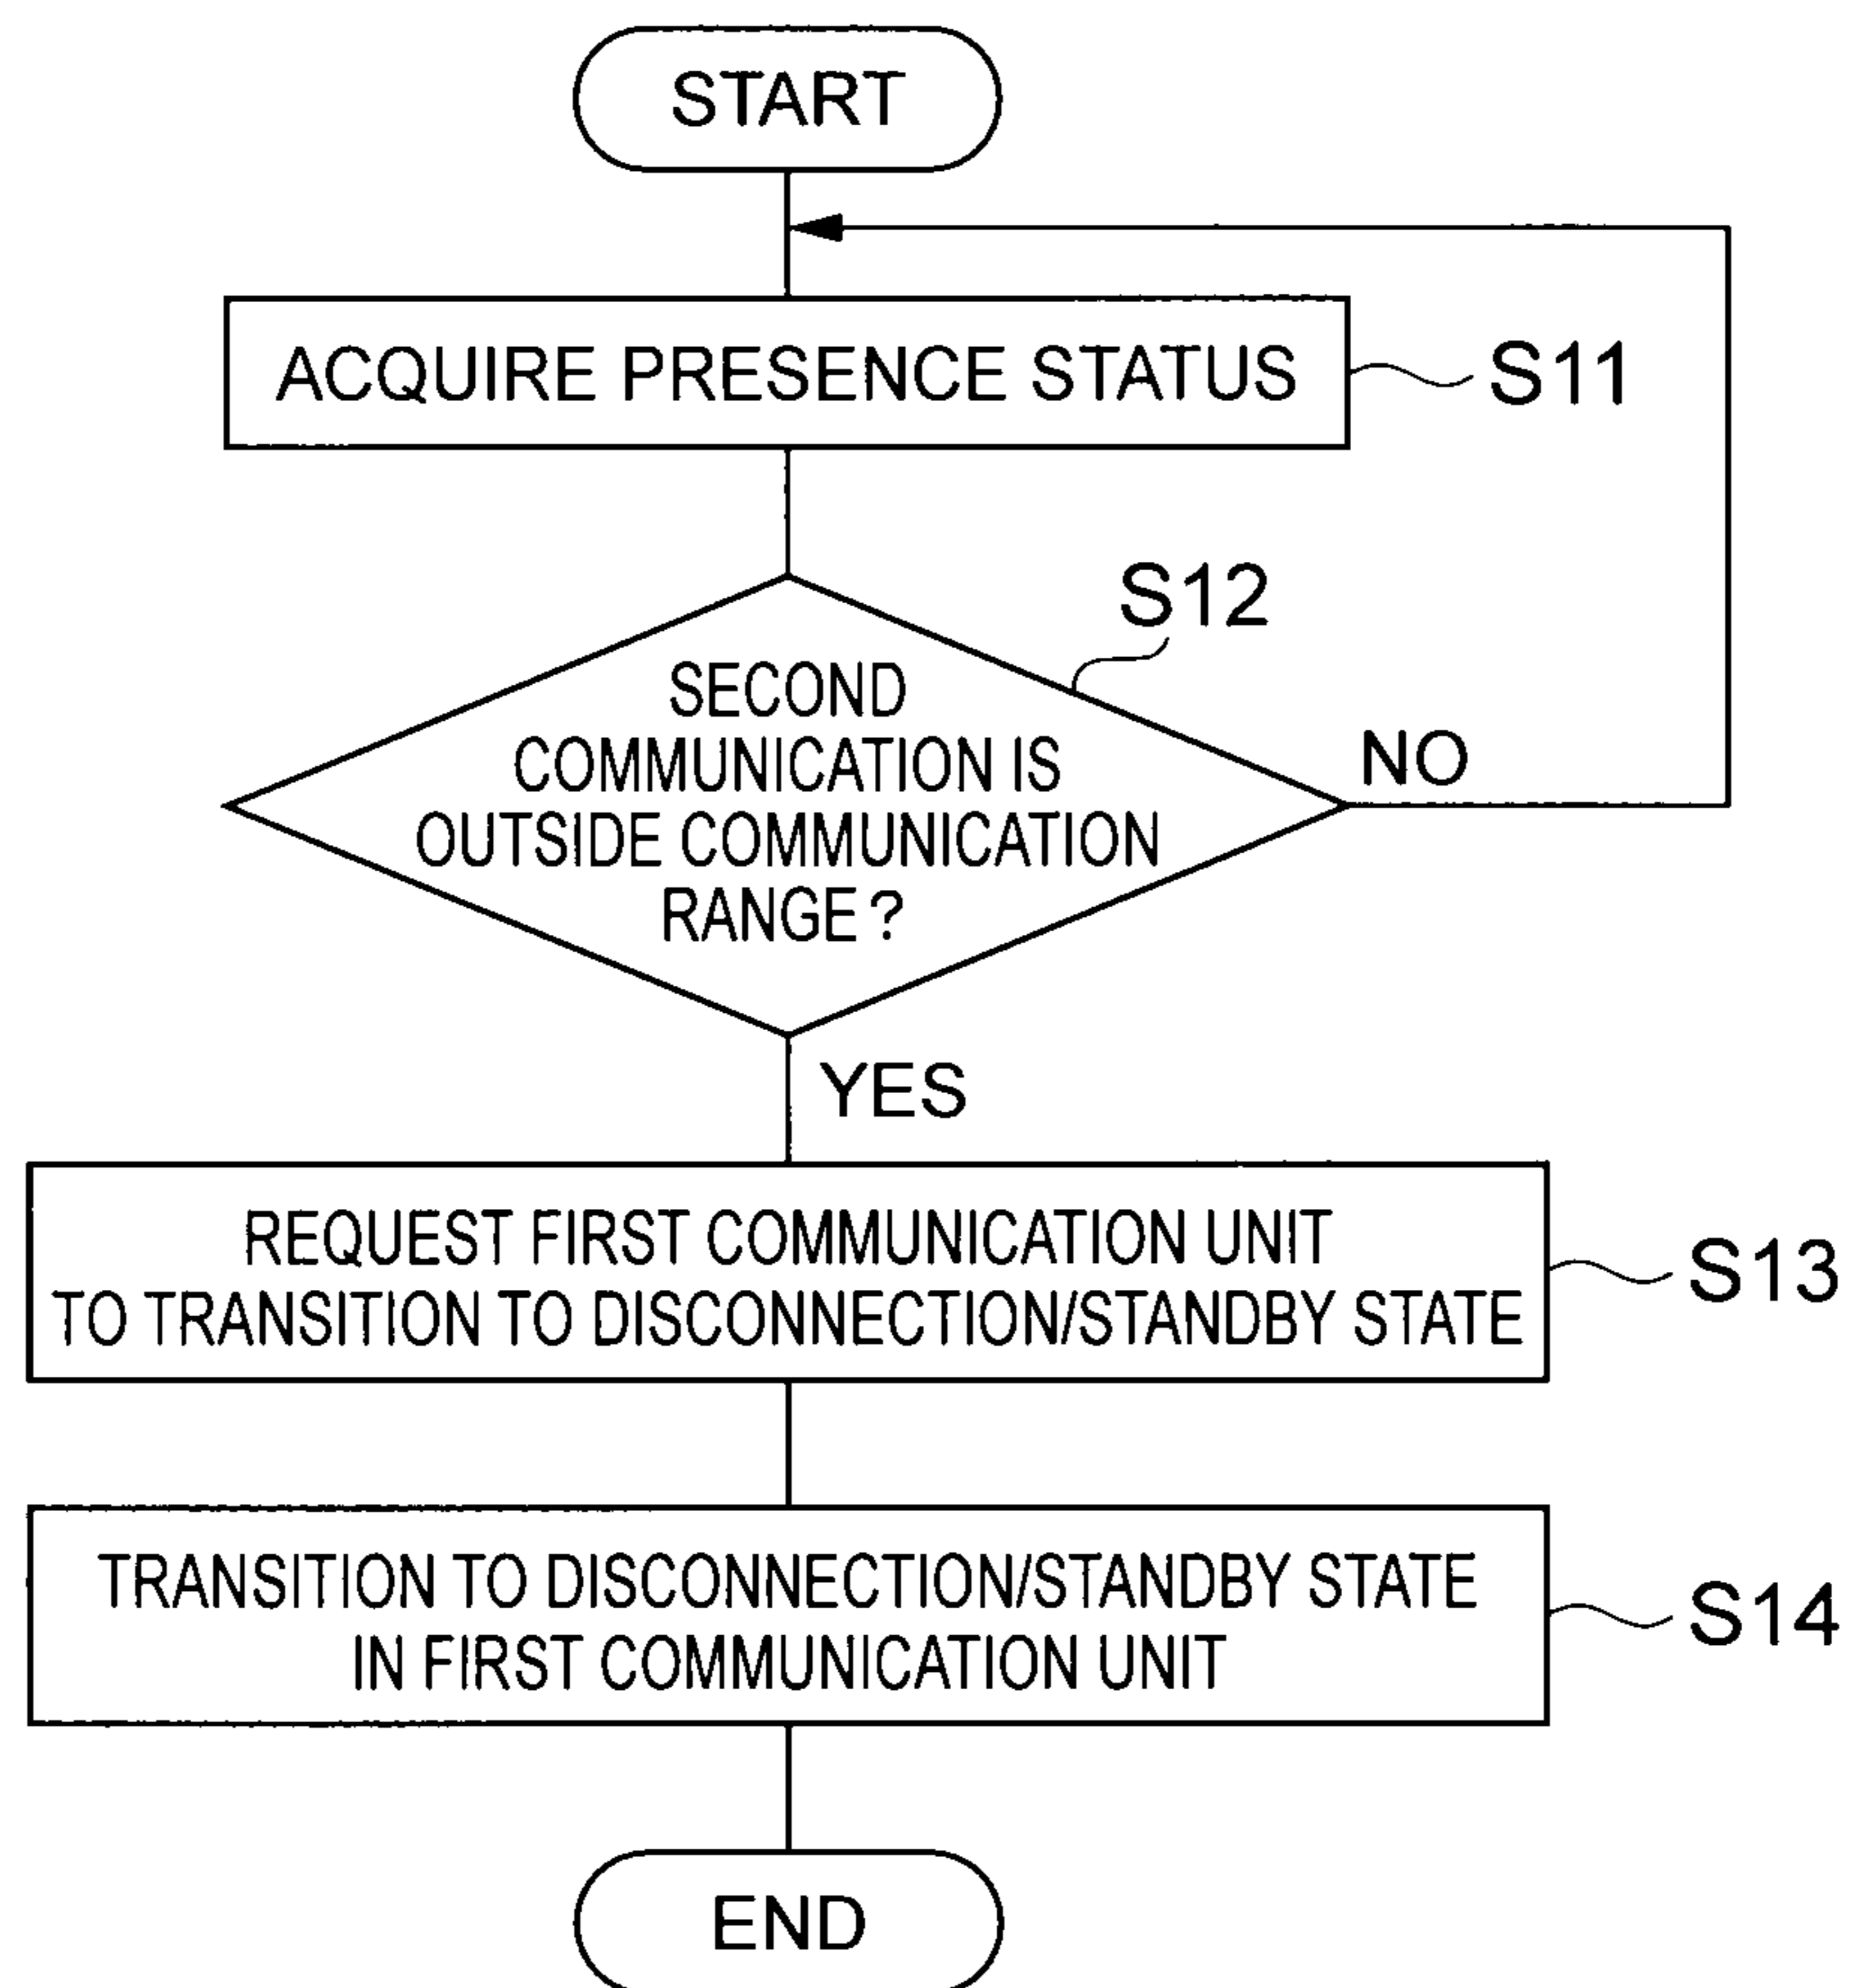 START
ACQUIRE PRESENCE STATUS
S11
S12
SECOND
COMMUNICATION IS
OUTSIDE COMMUNICATION
RANGE?
NO
YES
REQUEST FIRST COMMUNICATION UNIT
TO TRANSITION TO DISCONNECTION/STANDBY STATE
S13
TRANSITION TO DISCONNECTION/STANDBY STATE
IN FIRST COMMUNICATION UNIT
S14
END